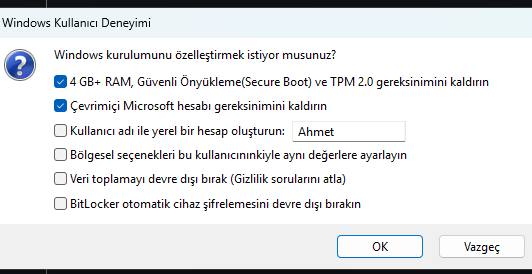 Windows Kullanıcı Deneyimi
Windows kurulumunu özelleştirmek istiyor musunuz?
4 GB+ RAM, Güvenli Önyükleme(Secure Boot) ve TPM 2.0 gereksinimini kaldırın
Çevrimiçi Microsoft hesabı gereksinimini kaldırın
Kullanıcı adı ile yerel bir hesap oluşturun: Ahmet
Bölgesel seçenekleri bu kullanıcınınkiyle aynı değerlere ayarlayın
Veri toplamayı devre dışı bırak (Gizlilik sorularını atla)
BitLocker otomatik cihaz şifrelemesini devre dışı bırakın
OK Vazgeç